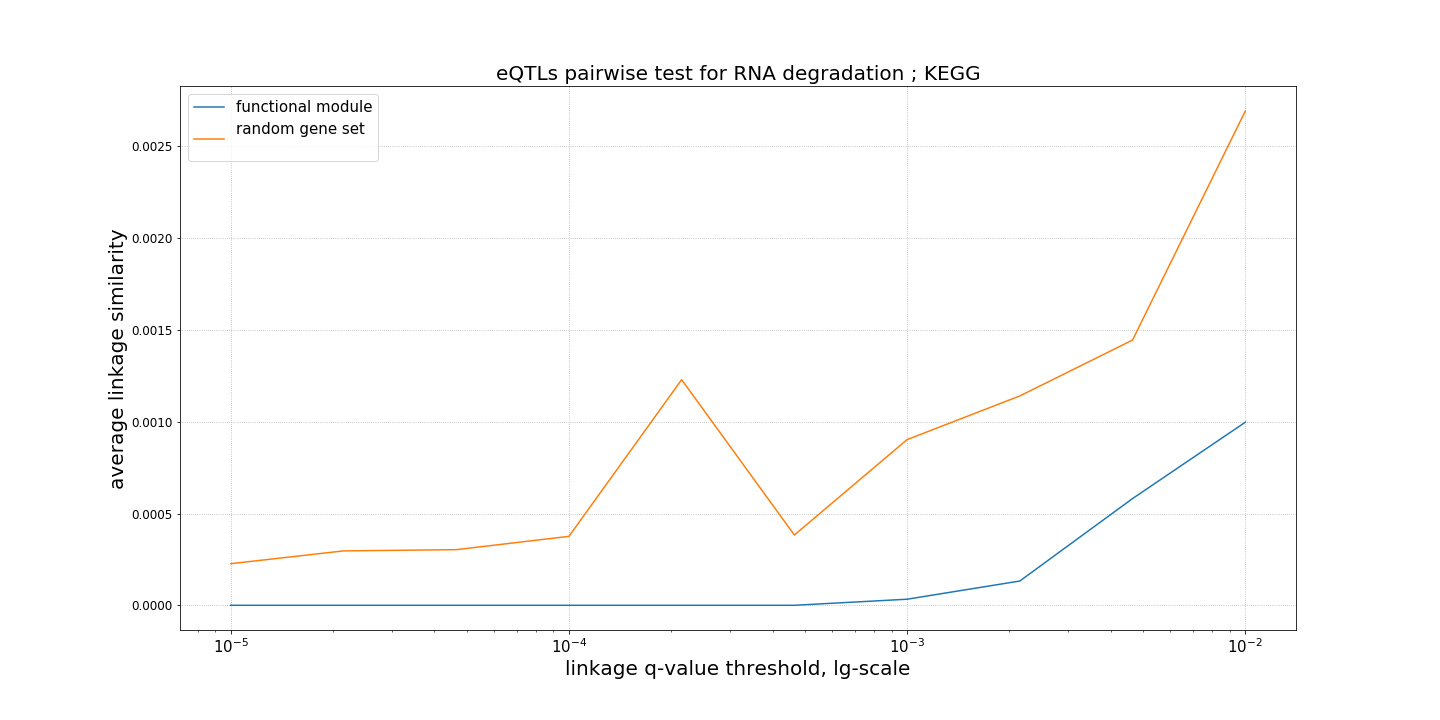 eQTLs pairwise test for RNA degradation ; KEGG
functional module
random gene set
average linkage similarity
0.0025
0.0020
0.0015
0.0010
0.0005
0.0000
10⁻⁵ 10⁻⁴ 10⁻³ 10⁻²
linkage q-value threshold, lg-scale